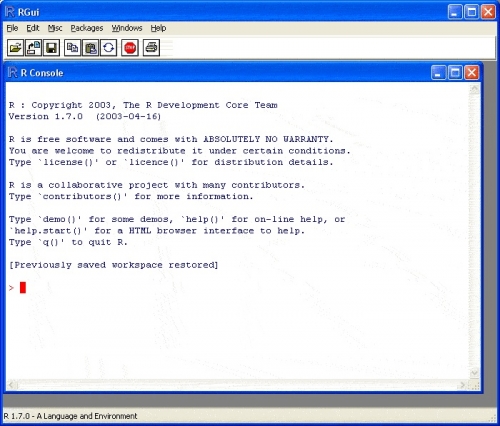 RGui
File Edit Misc Packages Windows Help
STOP
R Console
R : Copyright 2003, The R Development Core Team
Version 1.7.0 (2003-04-16)
R is free software and comes with ABSOLUTELY NO WARRANTY.
You are welcome to redistribute it under certain conditions.
Type `license()' or `licence()' for distribution details.
R is a collaborative project with many contributors.
Type `contributors()' for more information.
Type `demo()' for some demos, `help()' for on-line help, or
`help.start()' for a HTML browser interface to help.
Type `q()' to quit R.
[Previously saved workspace restored]
>
R 1.7.0 - A Language and Environment